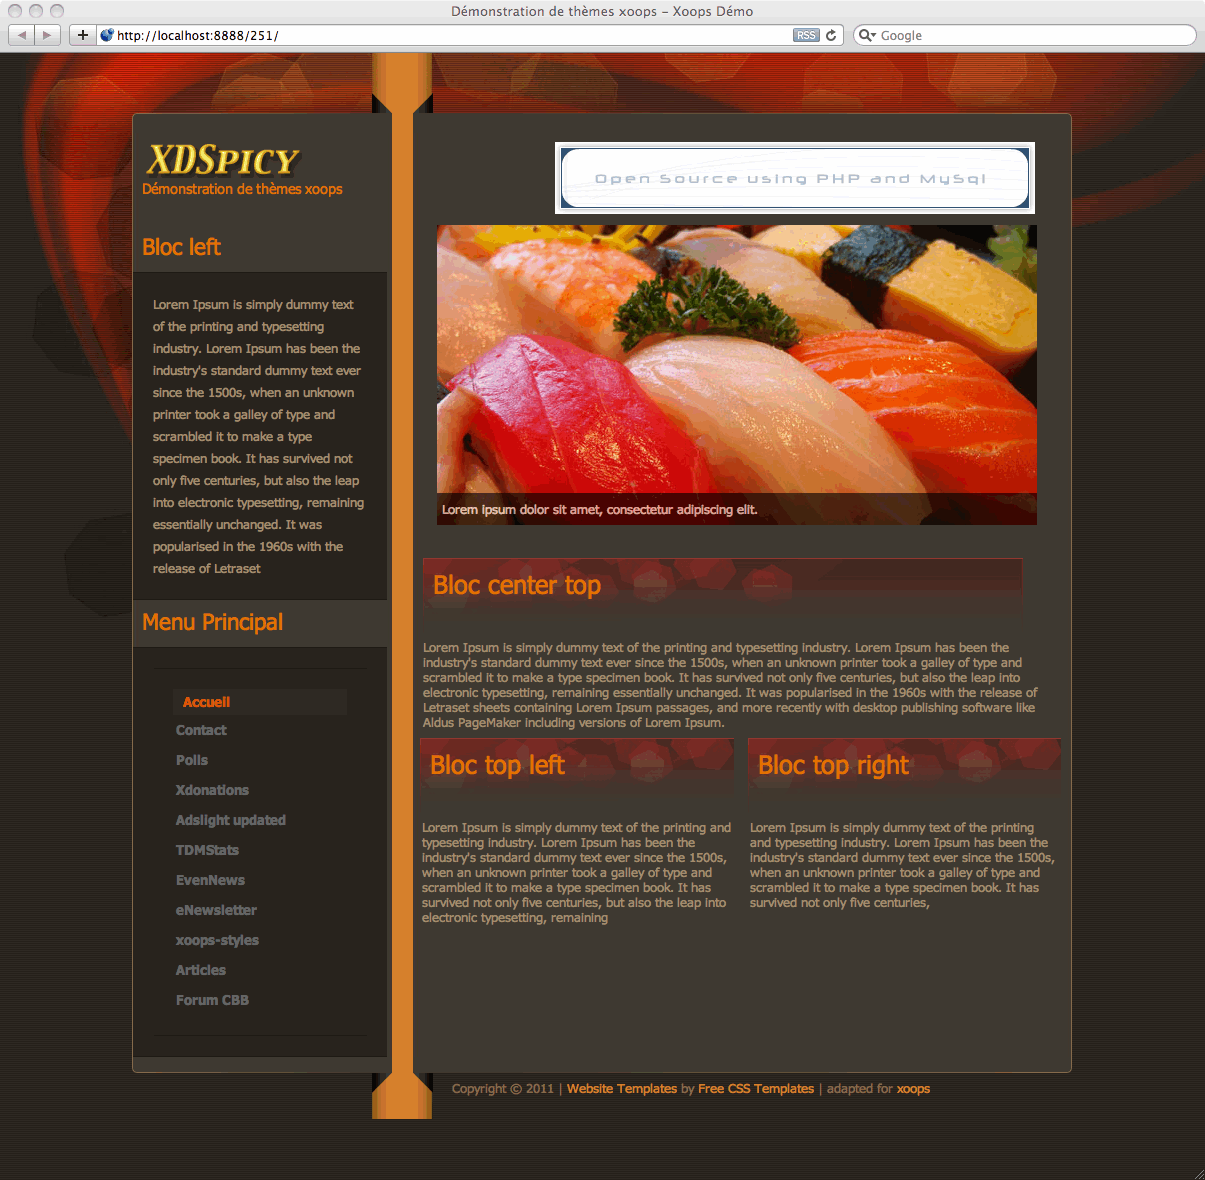 Démonstration de thèmes xoops – Xoops Démo
http://localhost:8888/251/
RSS
Google
XDSPICY
Démonstration de thèmes xoops
Bloc left
Lorem Ipsum is simply dummy text
of the printing and typesetting
industry. Lorem Ipsum has been the
industry's standard dummy text ever
since the 1500s, when an unknown
printer took a galley of type and
scrambled it to make a type
specimen book. It has survived not
only five centuries, but also the leap
into electronic typesetting, remaining
essentially unchanged. It was
popularised in the 1960s with the
release of Letraset
Menu Principal
Accueil
Contact
Polls
Xdonations
Adslight updated
TDMStats
EvenNews
eNewsletter
xoops-styles
Articles
Forum CBB
Open Source using PHP and MySql
Lorem ipsum dolor sit amet, consectetur adipiscing elit.
Bloc center top
Lorem Ipsum is simply dummy text of the printing and typesetting industry. Lorem Ipsum has been the
industry's standard dummy text ever since the 1500s, when an unknown printer took a galley of type and
scrambled it to make a type specimen book. It has survived not only five centuries, but also the leap into
electronic typesetting, remaining essentially unchanged. It was popularised in the 1960s with the release of
Letraset sheets containing Lorem Ipsum passages, and more recently with desktop publishing software like
Aldus PageMaker including versions of Lorem Ipsum.
Bloc top left
Lorem Ipsum is simply dummy text of the printing and
typesetting industry. Lorem Ipsum has been the
industry's standard dummy text ever since the 1500s,
when an unknown printer took a galley of type and
scrambled it to make a type specimen book. It has
survived not only five centuries, but also the leap into
electronic typesetting, remaining
Bloc top right
Lorem Ipsum is simply dummy text of the printing
and typesetting industry. Lorem Ipsum has been the
industry's standard dummy text ever since the 1500s,
when an unknown printer took a galley of type and
scrambled it to make a type specimen book. It has
survived not only five centuries,
Copyright © 2011 | Website Templates by Free CSS Templates | adapted for xoops